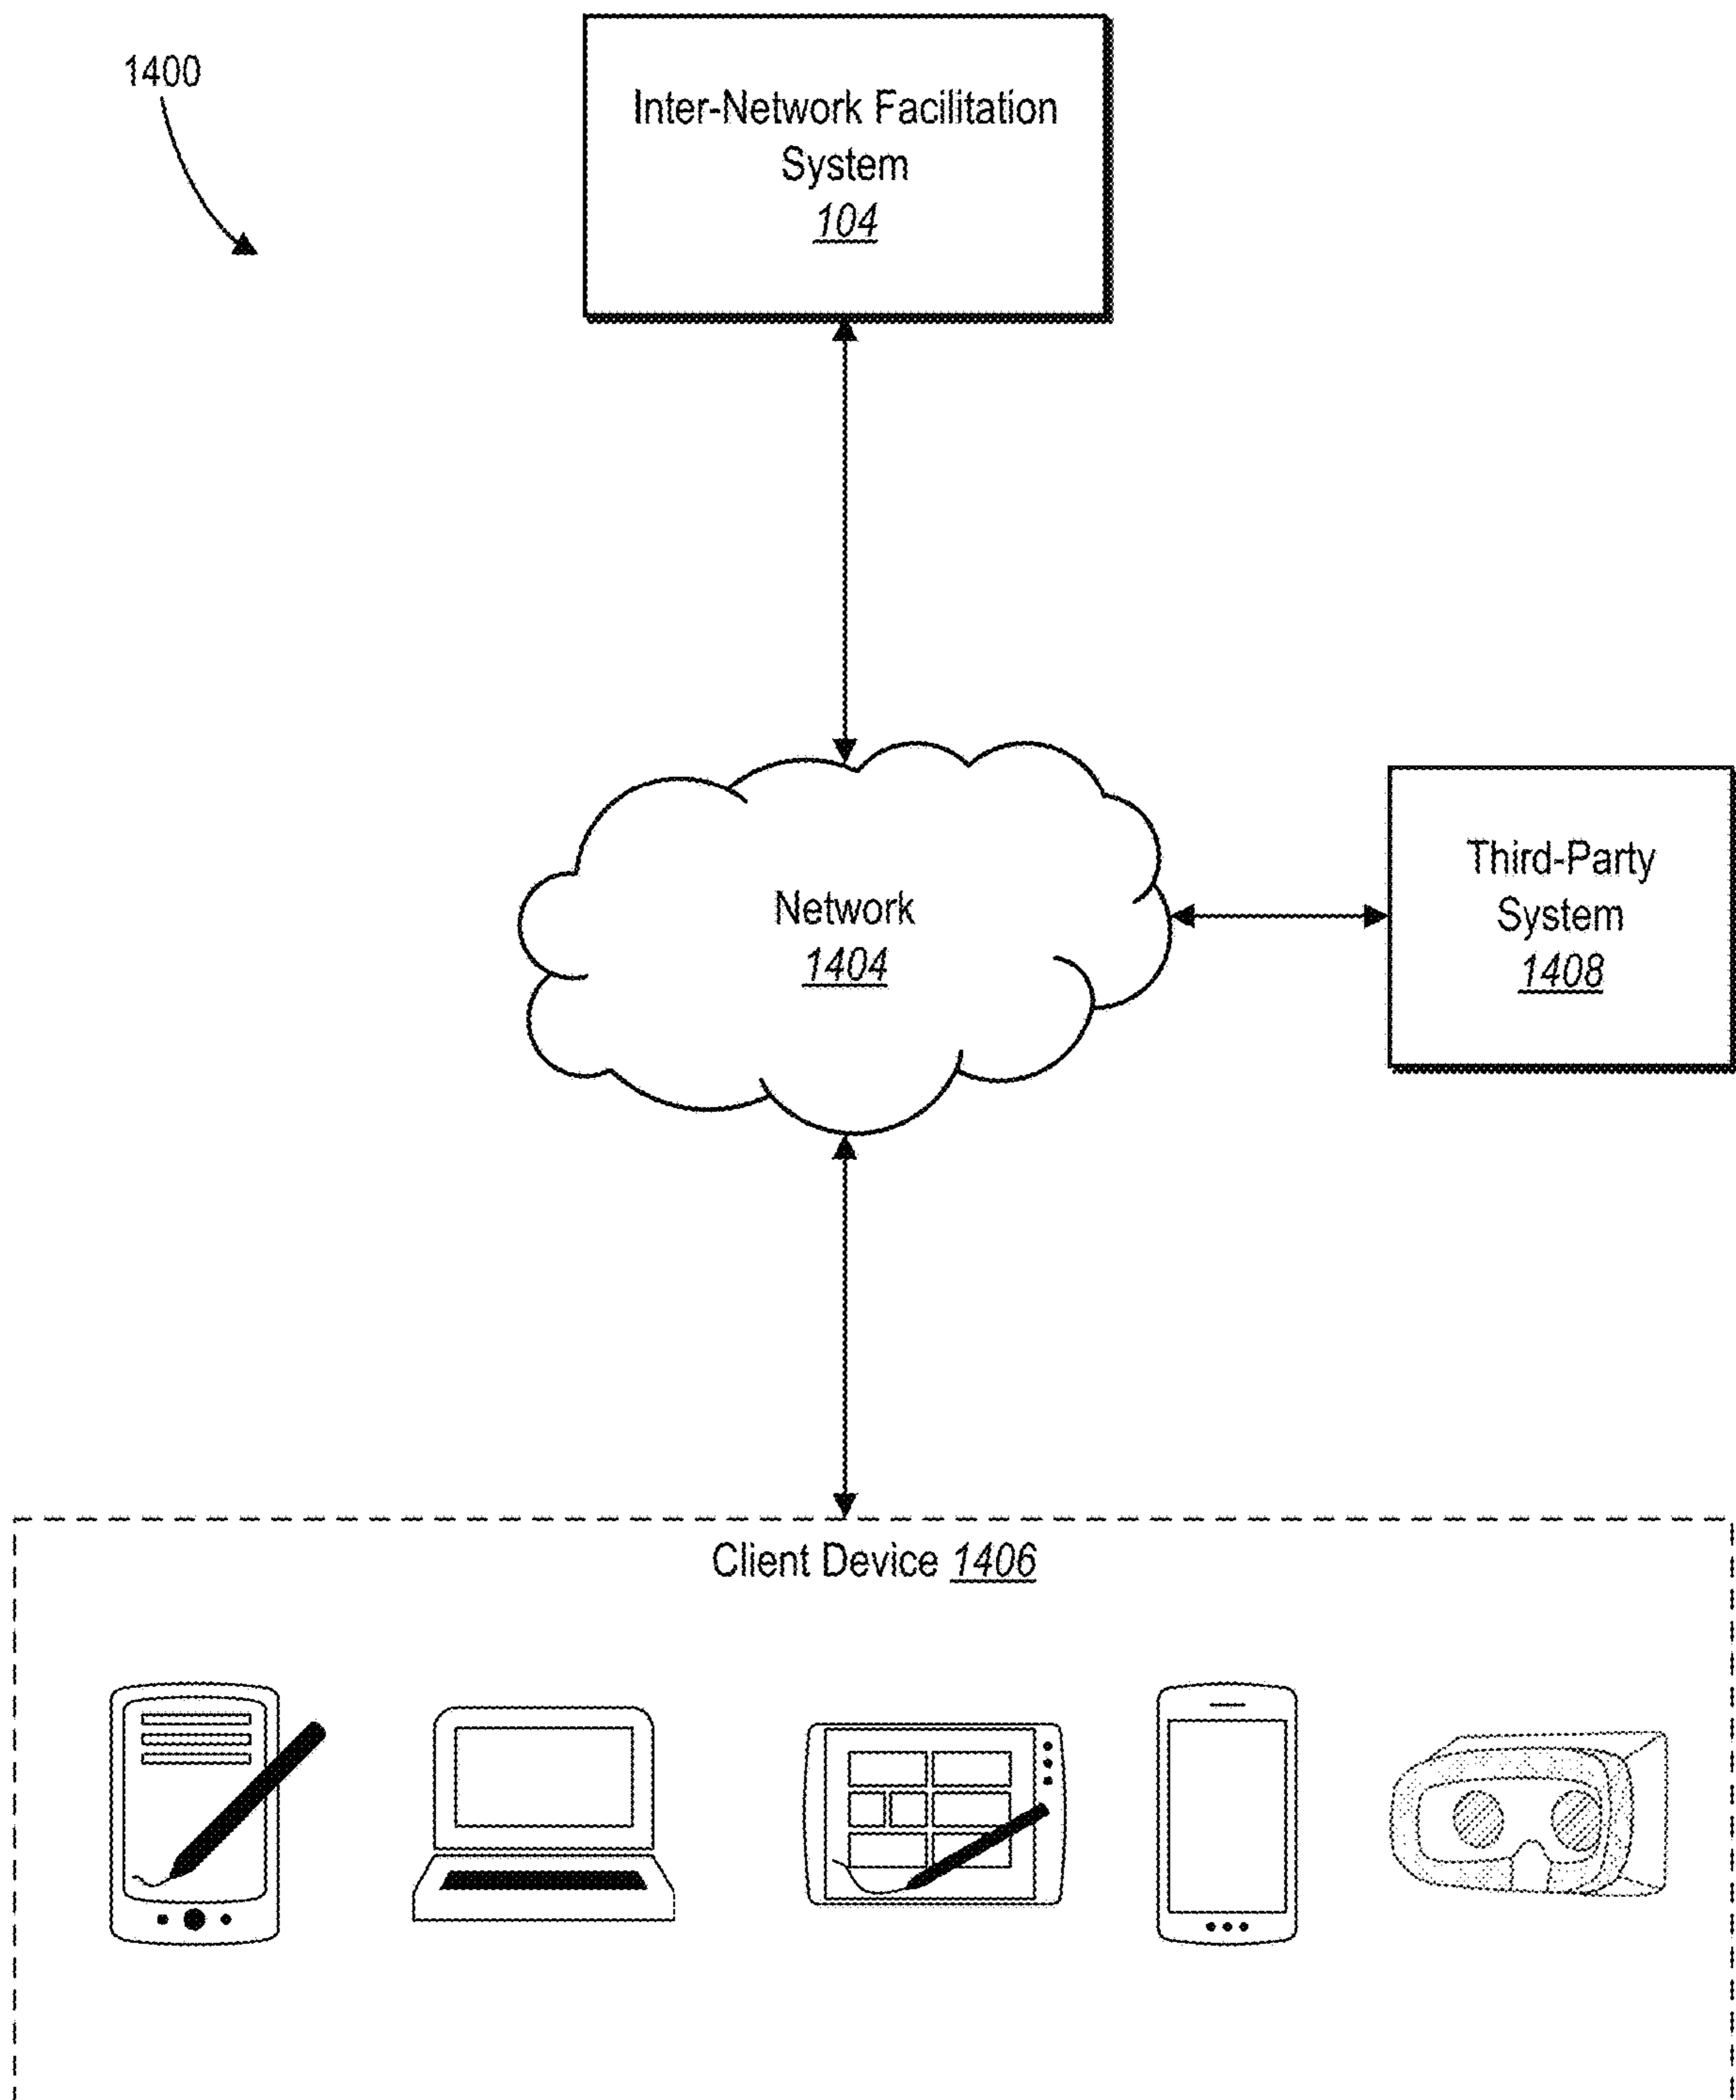 1400
Inter-Network Facilitation
System
104
Network
1404
Third-Party
System
1408
Client Device 1406